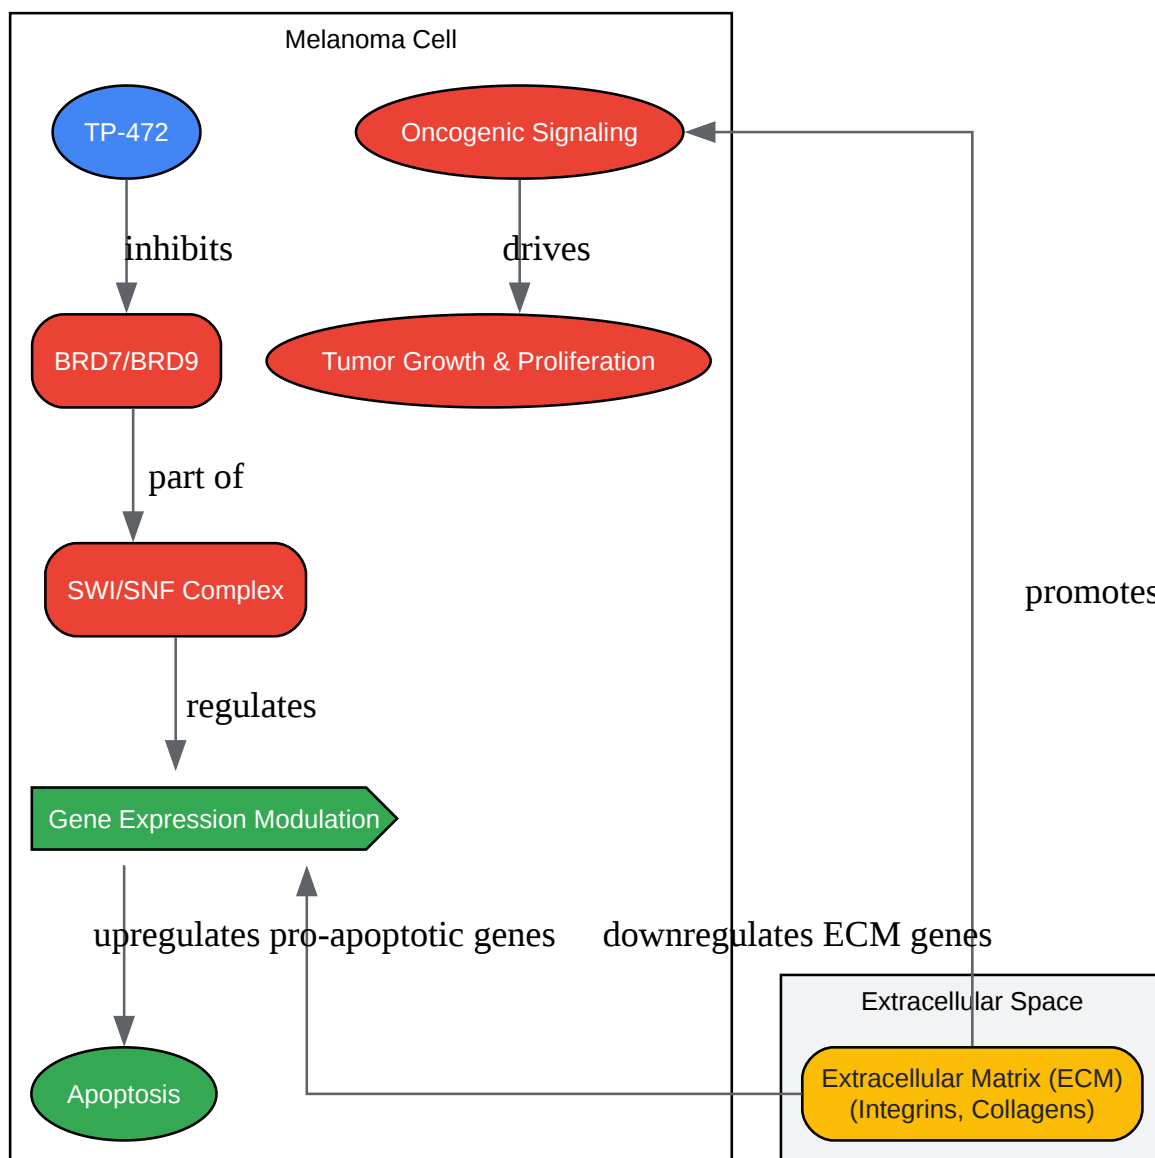 Melanoma Cell
TP-472
Oncogenic Signaling
inhibits
drives
BRD7/BRD9
Tumor Growth & Proliferation
part of
SWI/SNF Complex
promotes
regulates
Gene Expression Modulation
upregulates pro-apoptotic genes
downregulates ECM genes
Extracellular Space
Apoptosis
Extracellular Matrix (ECM)
(Integrins, Collagens)